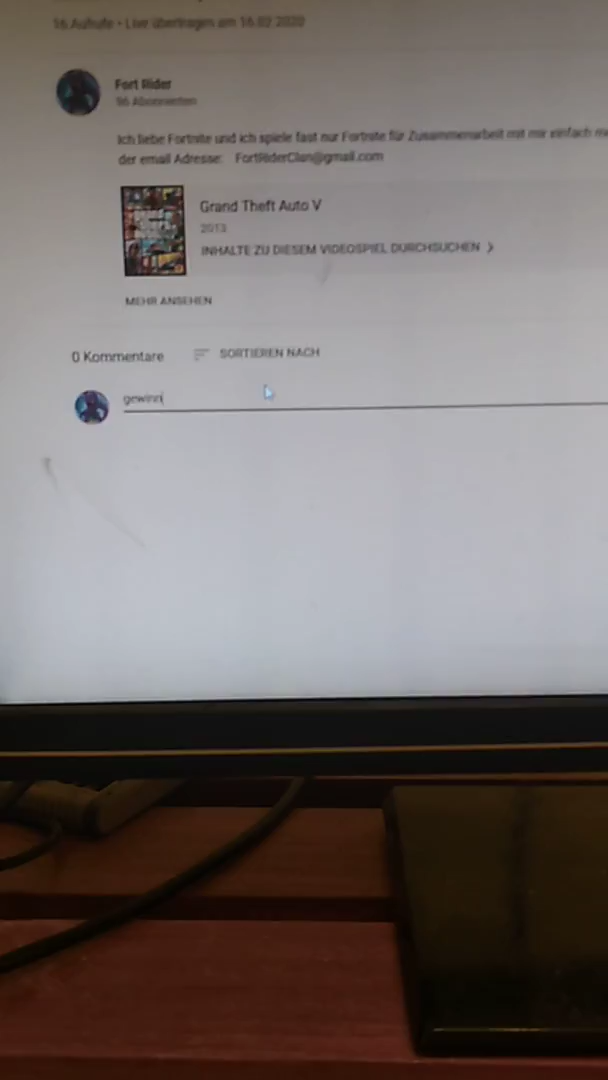 16 Aufrufe • Live übertragen am 16.02.2020
Fort Rider
96 Abonnenten
Ich liebe Fortnite und ich spiele fast nur Fortnite für Zusammenarbeit mit mir einfach
der email Adresse: FortRiderClan@gmail.com
Grand Theft Auto V
2013
INHALTE ZU DIESEM VIDEOSPIEL DURCHSUCHEN
MEHR ANSEHEN
0 Kommentare SORTIEREN NACH
gewinn